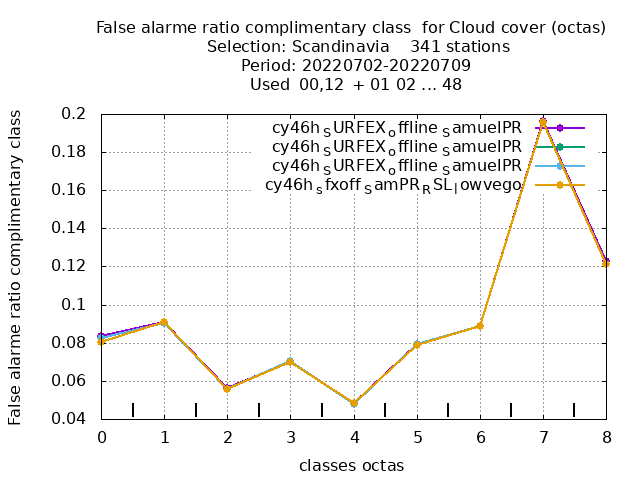 False alarme ratio complimentary class  for Cloud cover (octas)
Selection: Scandinavia    341 stations
Period: 20220702-20220709
Used  00,12  + 01 02 ... 48
False alarme ratio complimentary class
0.2
0.18
0.16
0.14
0.12
0.1
0.08
0.06
0.04
cy46h_SURFEX_offline_SamuelPR
cy46h_SURFEX_offline_SamuelPR
cy46h_SURFEX_offline_SamuelPR
cy46h_sfxoff_SamPR_RSL_lowvego
0 1 2 3 4 5 6 7 8
classes octas